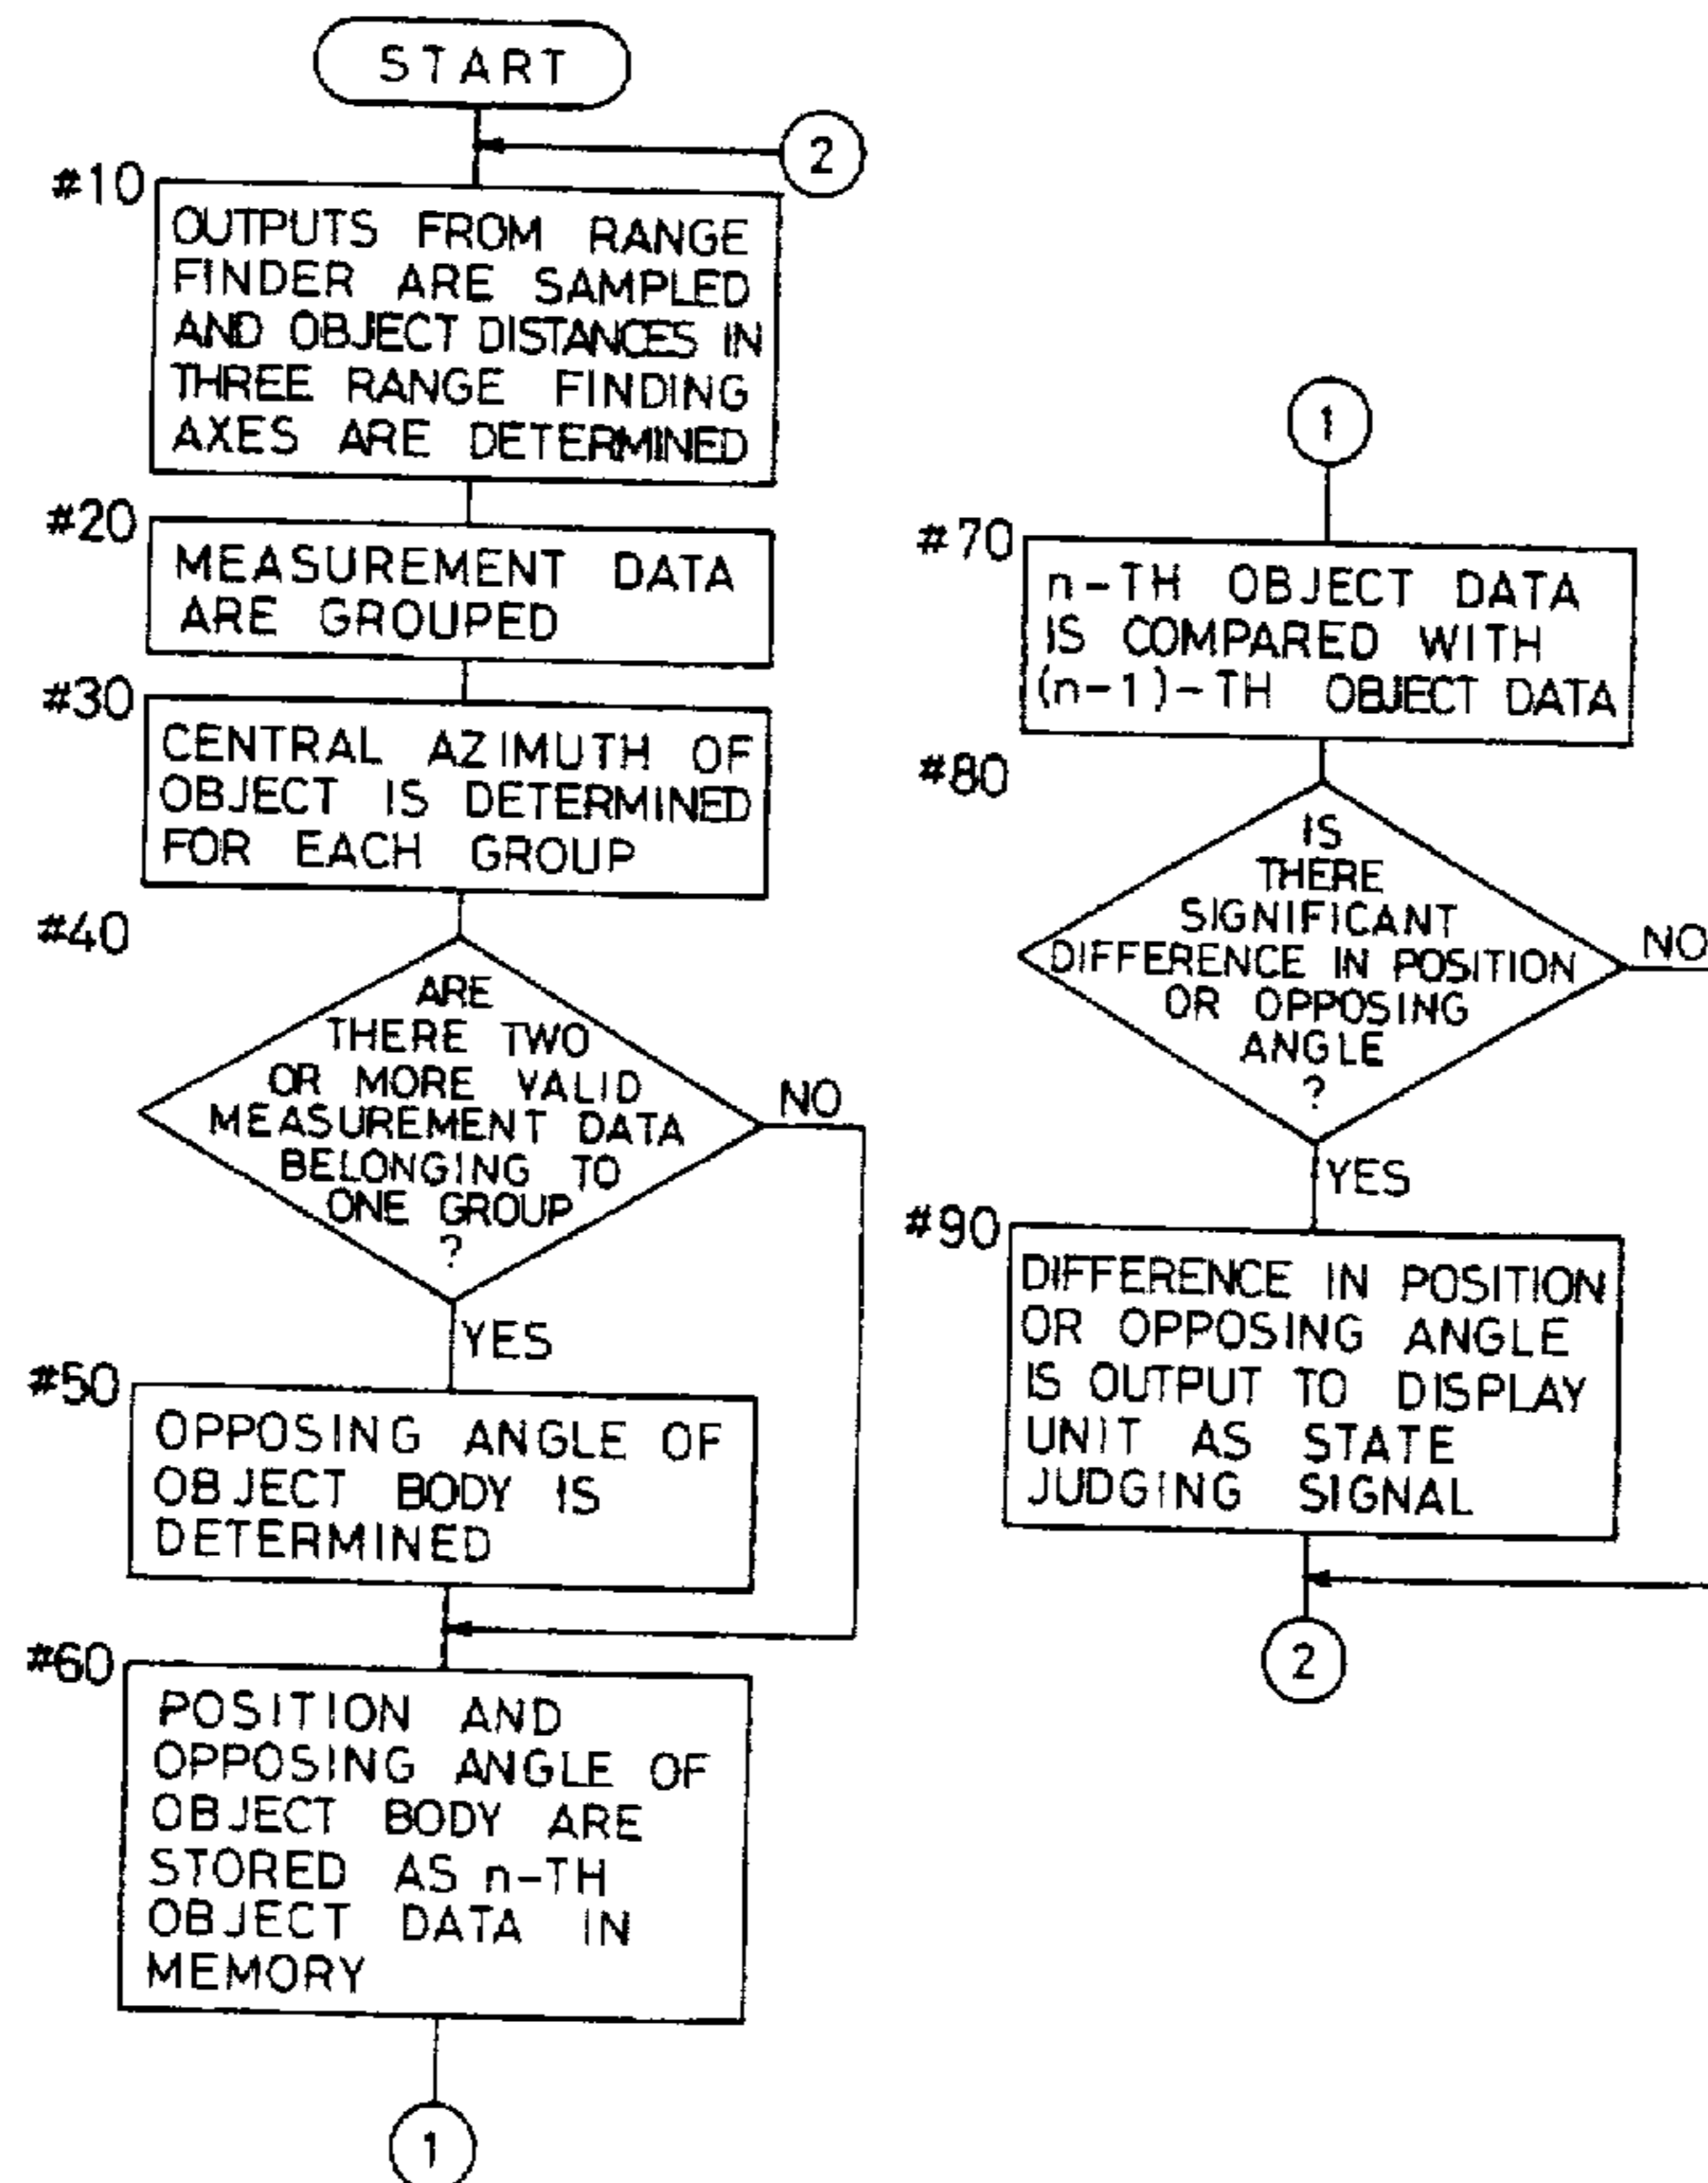 START
2
#10
OUTPUTS FROM RANGE
FINDER ARE SAMPLED
AND OBJECT DISTANCES IN
THREE RANGE FINDING
AXES ARE DETERMINED
#20
MEASUREMENT DATA
ARE GROUPED
#30
CENTRAL AZIMUTH OF
OBJECT IS DETERMINED
FOR EACH GROUP
#40
ARE
THERE TWO
OR MORE VALID
MEASUREMENT DATA
BELONGING TO
ONE GROUP
?
NO
YES
#50
OPPOSING ANGLE OF
OBJECT BODY IS
DETERMINED
#60
POSITION AND
OPPOSING ANGLE OF
OBJECT BODY ARE
STORED AS n-TH
OBJECT DATA IN
MEMORY
1
1
#70
n-TH OBJECT DATA
IS COMPARED WITH
(n-1)-TH OBJECT DATA
#80
IS
THERE
SIGNIFICANT
DIFFERENCE IN POSITION
OR OPPOSING
ANGLE
?
NO
YES
#90
DIFFERENCE IN POSITION
OR OPPOSING ANGLE
IS OUTPUT TO DISPLAY
UNIT AS STATE
JUDGING SIGNAL
2